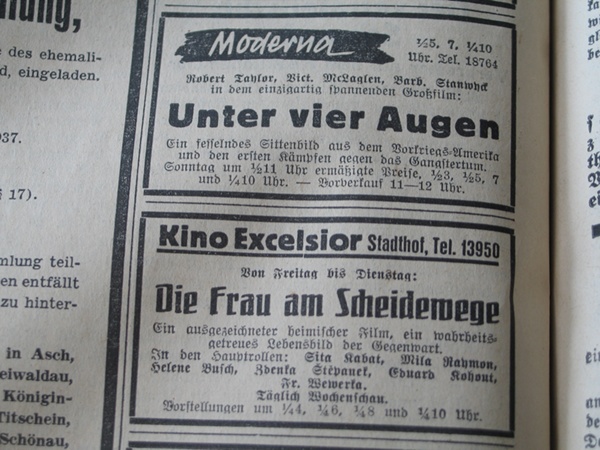 llung,
des ehemali-
d, eingeladen.
37.
17).
mlung teil-
en entfällt
zu hinter-
in Asch,
eiwaldau,
Königin-
Titschein,
Schönau,
Moderna
½5. 7. ¼10
Uhr. Tel. 18764
Robert Taylor, Vict. McLaglen, Barb. Stanwyck
in dem einzigartig spannenden Großfilm:
Unter vier Augen
Ein fesselndes Sittenbild aus dem Vorkriegs-Amerika
und den ersten Kämpfen gegen das Gangstertum.
Sonntag um ½11 Uhr ermäßigte Preise, ½3, ½5, 7
und ¼10 Uhr. — Vorverkauf 11—12 Uhr.
Kino Excelsior Stadthof, Tel. 13950
Von Freitag bis Dienstag:
Die Frau am Scheidewege
Ein ausgezeichneter heimischer Film, ein wahrheits-
getreues Lebensbild der Gegenwart.
In den Hauptrollen: Sita Kabat, Mila Raymon,
Helene Busch, Zdenka Stěpanek, Eduard Kohout,
Fr. Wewerka.
Täglich Wochenschau.
Vorstellungen um ¼4, ¼6, ¼8 und ¼10 Uhr.